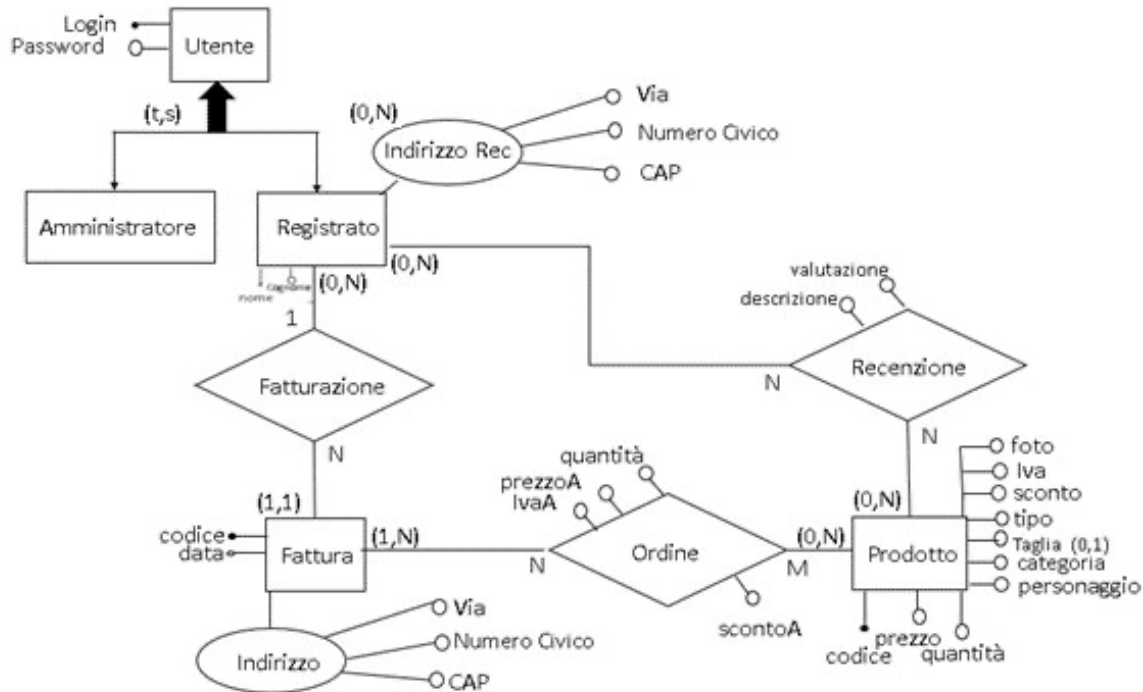 Login
Password
Utente
(t,s)
(0,N)
Indirizzo Rec
Via
Numero Civico
CAP
Amministratore
Registrato
(0,N)
(0,N)
nome
Cognome
1
Fatturazione
N
valutazione
descrizione
Recenzione
N
N
(1,1)
codice
data
Fattura
(1,N)
N
quantità
prezzoA
IvaA
Ordine
scontoA
M
(0,N)
(0,N)
Prodotto
foto
Iva
sconto
tipo
Taglia (0,1)
categoria
personaggio
codice
prezzo
quantità
Indirizzo
Via
Numero Civico
CAP